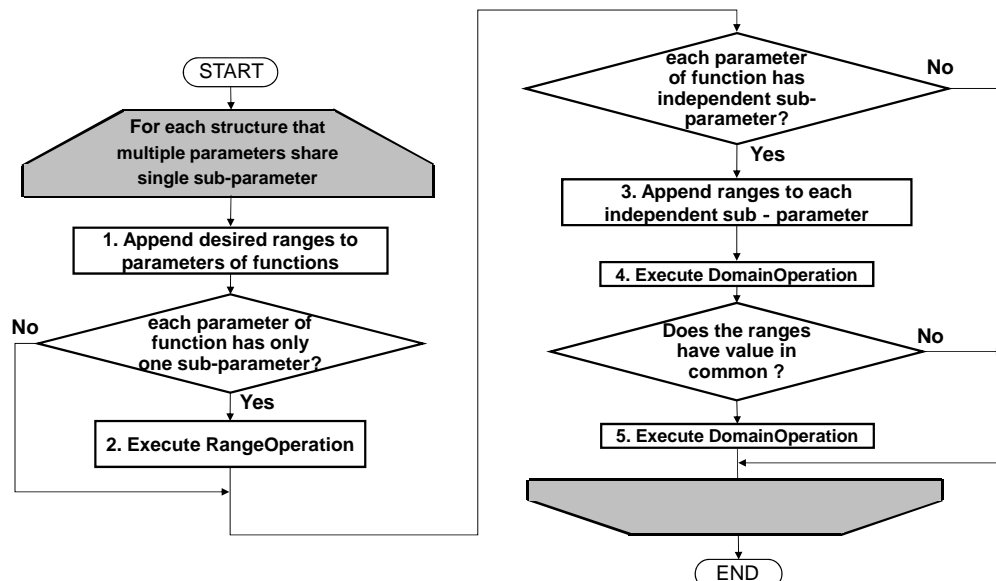 START
For each structure that
multiple parameters share
single sub-parameter
1. Append desired ranges to
parameters of functions
No
each parameter of
function has only
one sub-parameter?
Yes
2. Execute RangeOperation
each parameter
of function has
independent sub-
parameter?
No
Yes
3. Append ranges to each
independent sub - parameter
4. Execute DomainOperation
Does the ranges
have value in
common ?
No
Yes
5. Execute DomainOperation
END